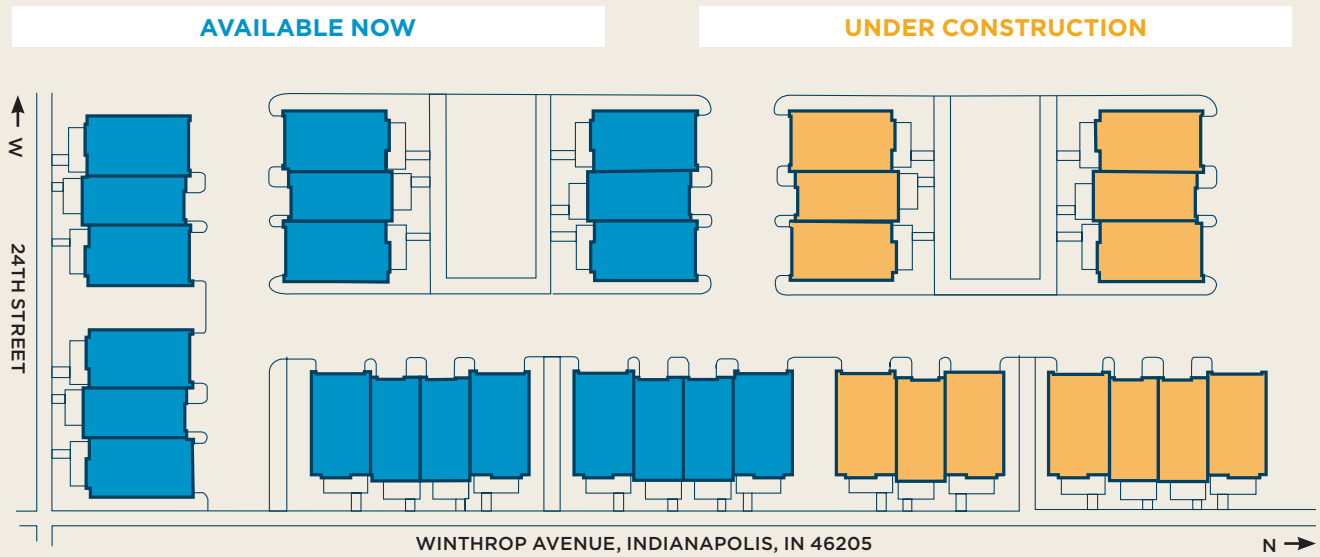 AVAILABLE NOW
UNDER CONSTRUCTION
W
24TH STREET
WINTHROP AVENUE, INDIANAPOLIS, IN 46205
N